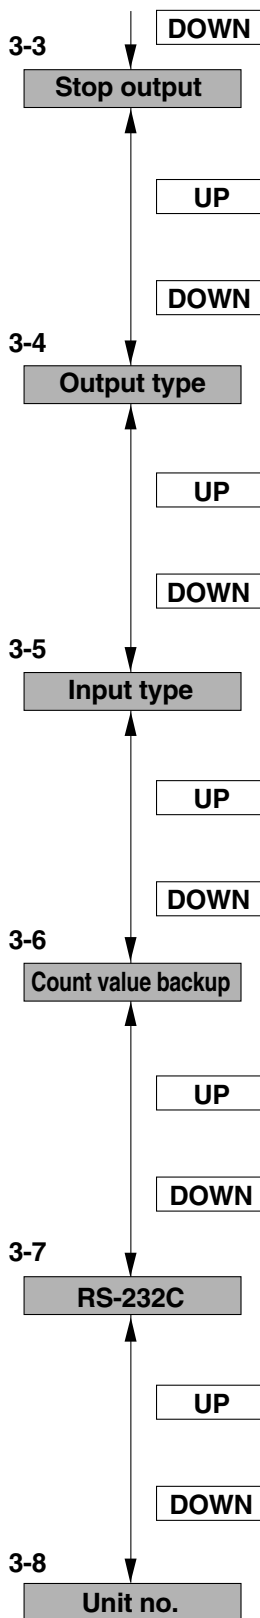 DOWN
3-3
Stop output
UP
DOWN
3-4
Output type
UP
DOWN
3-5
Input type
UP
DOWN
3-6
Count value backup
UP
DOWN
3-7
RS-232C
UP
DOWN
3-8
Unit no.